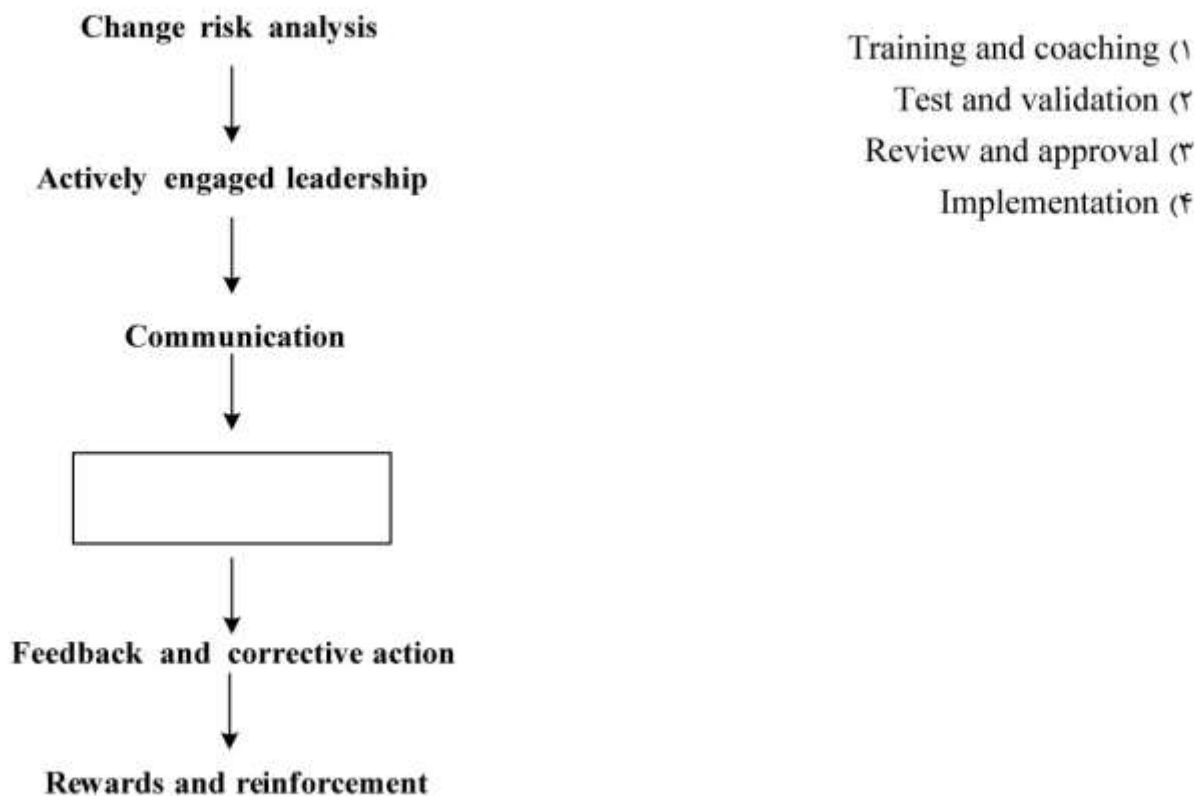 Change risk analysis
Actively engaged leadership
Communication
Feedback and corrective action
Rewards and reinforcement
Training and coaching (۱
Test and validation (۲
Review and approval (۳
Implementation (۴